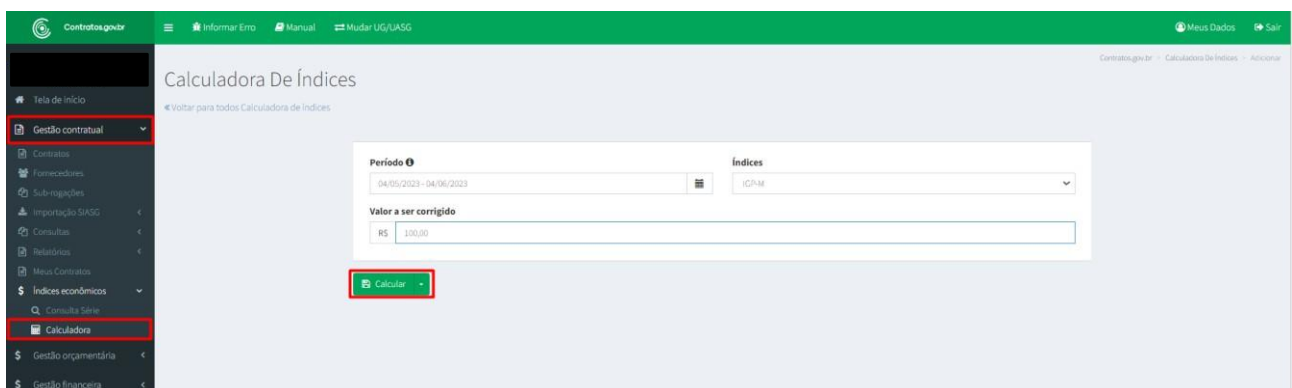 Contratos.gov.br
Informar Erro Manual Mudar UG/UASG
Meus Dados Sair
Contratos.gov.br > Calculadora De Índices > Adicionar
Calculadora De Índices
Voltar para todos Calculadora de índices
Tela de início
Gestão contratual
Contratos
Fornecedores
Sub-rogações
Importação SIASG
Consultas
Relatórios
Meus Contratos
Índices econômicos
Consulta Série
Calculadora
Gestão orçamentária
Gestão financeira
Período
Índices
04/05/2023 - 04/06/2023
IGP-M
Valor a ser corrigido
R$ 100,00
Calcular